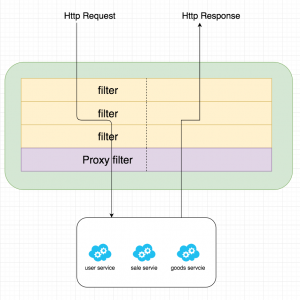 Http Request
Http Response
filter
filter
filter
Proxy filter
user service
sale servie
goods servcie